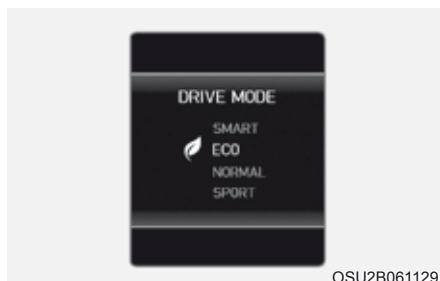 DRIVE MODE
SMART
ECO
NORMAL
SPORT
OSU2B061129